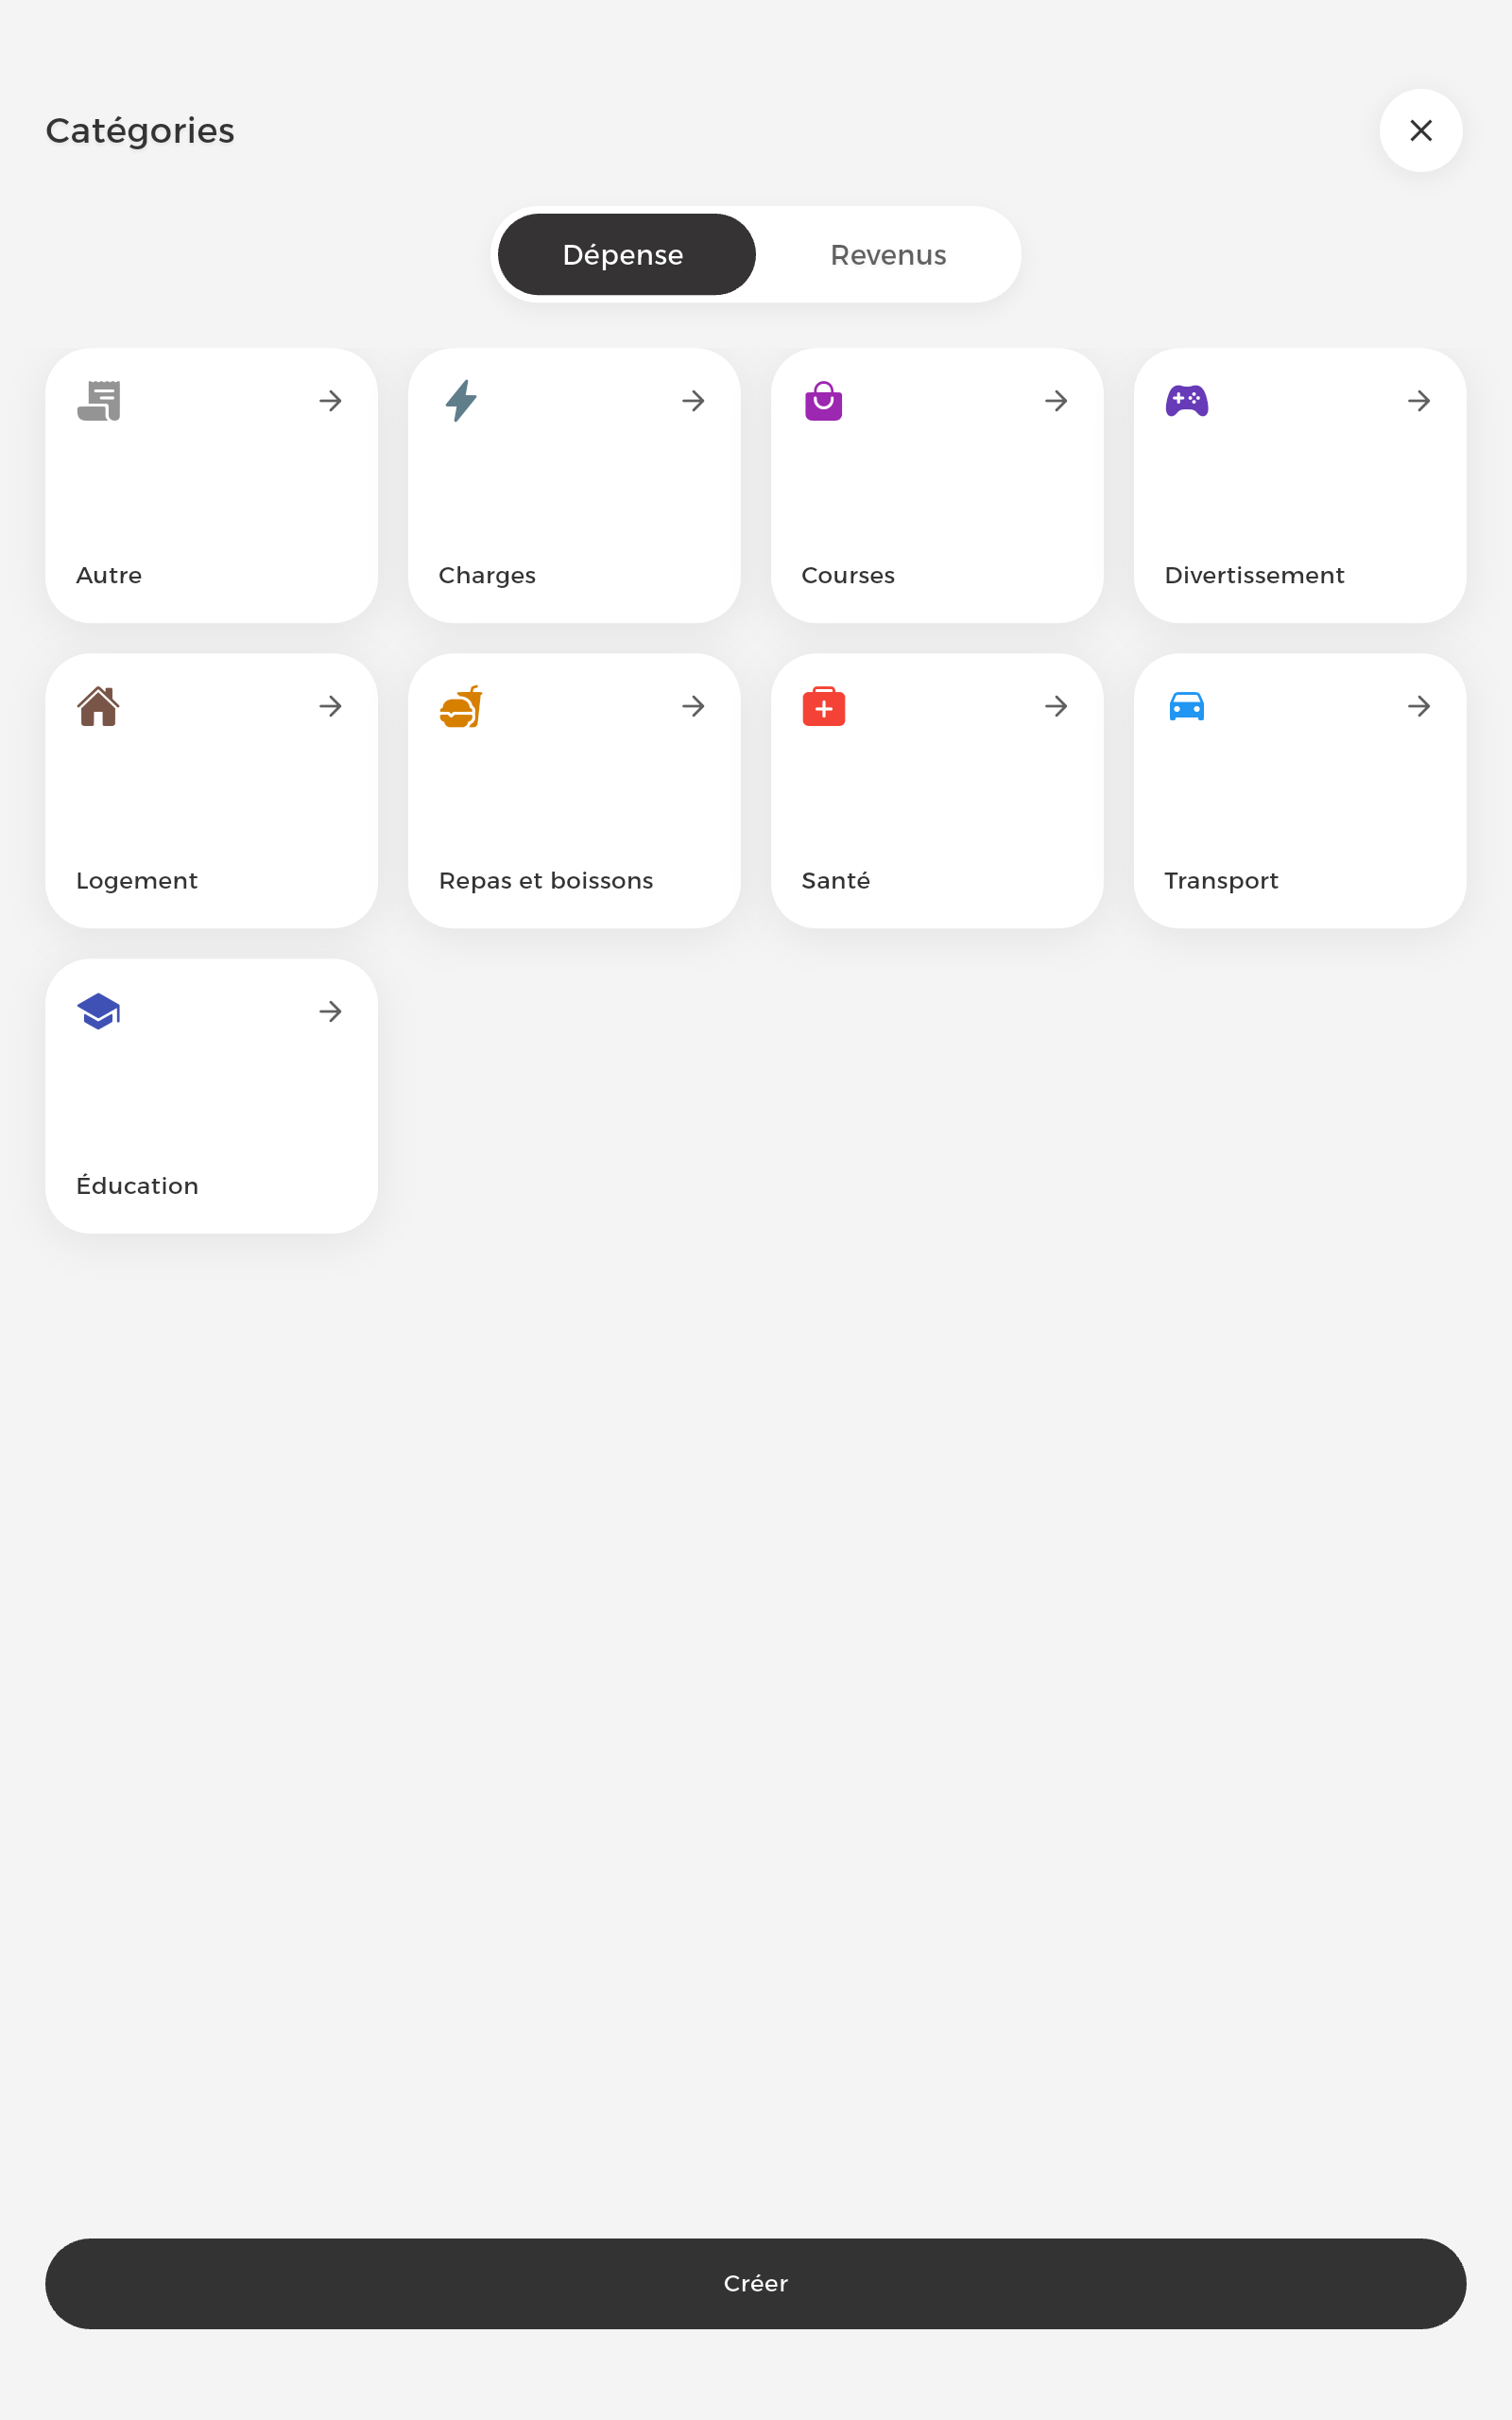 Catégories
Dépense
Revenus
Autre
Charges
Courses
Divertissement
Logement
Repas et boissons
Santé
Transport
Éducation
Créer